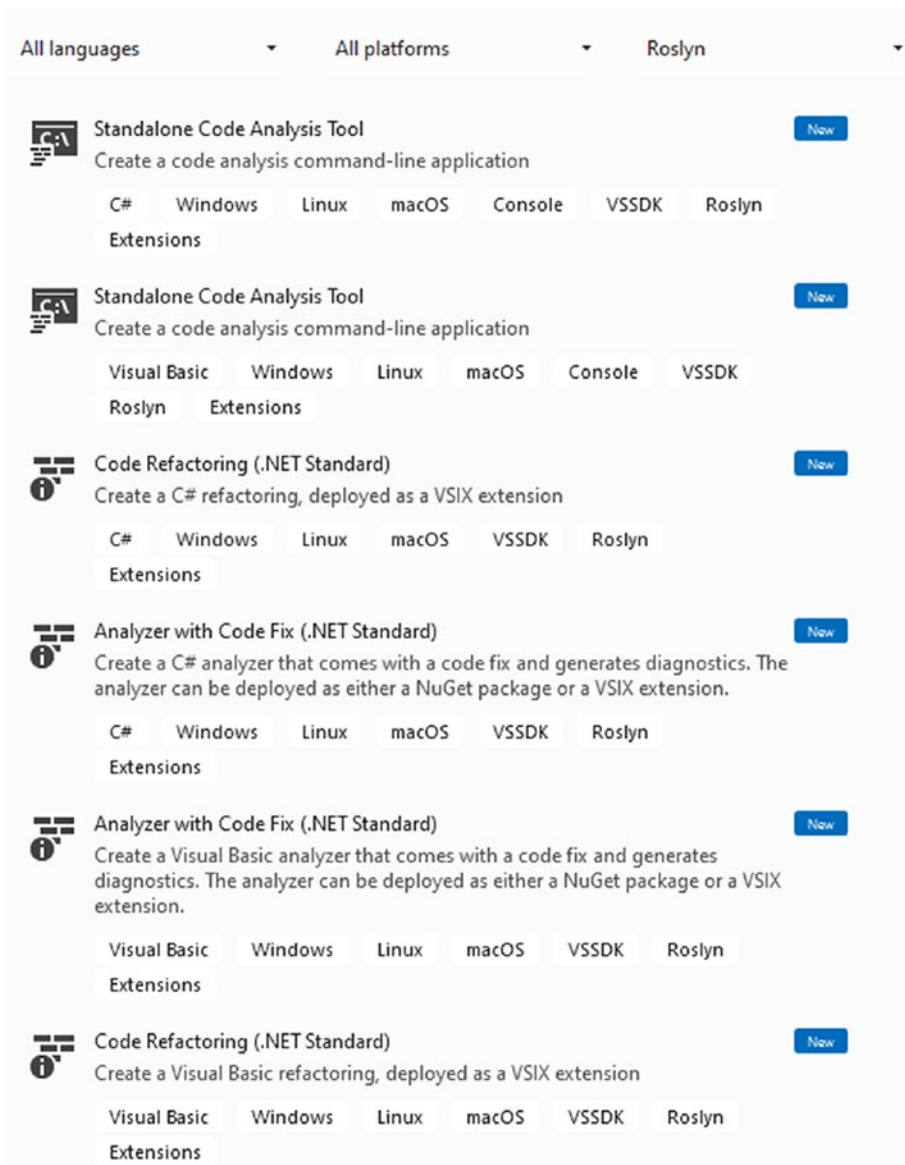 All languages All platforms Roslyn
C:\
Standalone Code Analysis Tool New
Create a code analysis command-line application
C# Windows Linux macOS Console VSSDK Roslyn
Extensions
C:\
Standalone Code Analysis Tool New
Create a code analysis command-line application
Visual Basic Windows Linux macOS Console VSSDK
Roslyn Extensions
Code Refactoring (.NET Standard) New
Create a C# refactoring, deployed as a VSIX extension
C# Windows Linux macOS VSSDK Roslyn
Extensions
Analyzer with Code Fix (.NET Standard) New
Create a C# analyzer that comes with a code fix and generates diagnostics. The
analyzer can be deployed as either a NuGet package or a VSIX extension.
C# Windows Linux macOS VSSDK Roslyn
Extensions
Analyzer with Code Fix (.NET Standard) New
Create a Visual Basic analyzer that comes with a code fix and generates
diagnostics. The analyzer can be deployed as either a NuGet package or a VSIX
extension.
Visual Basic Windows Linux macOS VSSDK Roslyn
Extensions
Code Refactoring (.NET Standard) New
Create a Visual Basic refactoring, deployed as a VSIX extension
Visual Basic Windows Linux macOS VSSDK Roslyn
Extensions